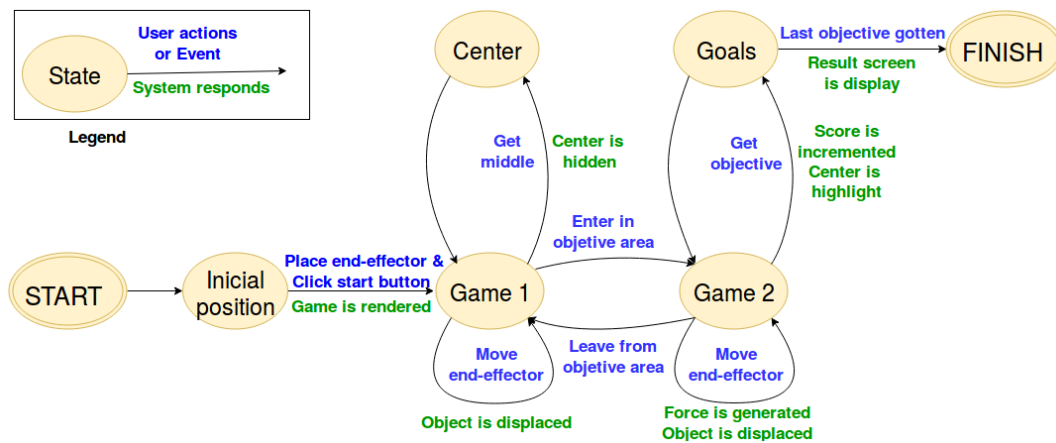 State
User actions
or Event
System responds
Legend
Center
Goals
Last objective gotten
Result screen
is display
FINISH
Get
middle
Center is
hidden
Get
objective
Score is
incremented
Center is
highlight
START
Inicial
position
Place end-effector &
Click start button
Game is rendered
Game 1
Enter in
objetive area
Game 2
Leave from
objetive area
Move
end-effector
Object is displaced
Move
end-effector
Force is generated
Object is displaced